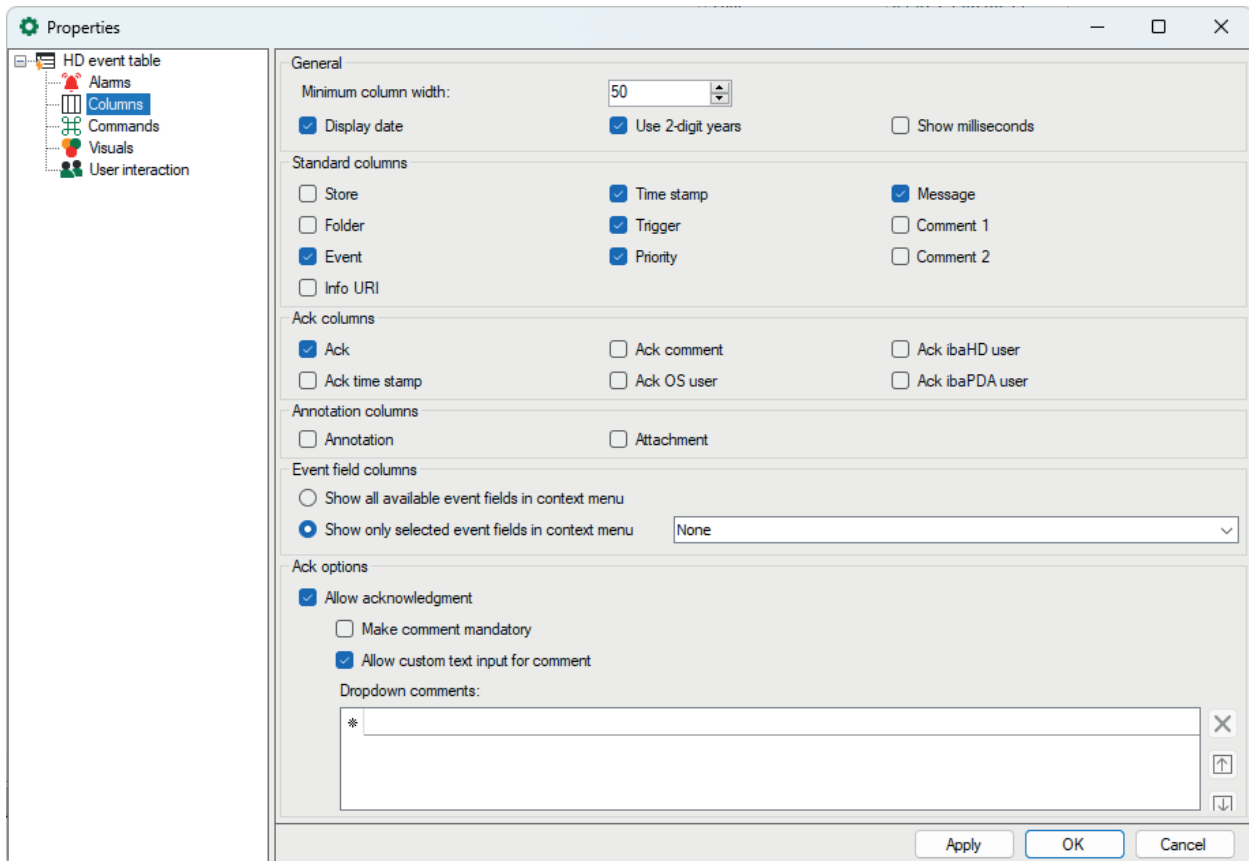 Properties
HD event table
Alarms
Columns
Commands
Visuals
User interaction
General
Minimum column width: 50
Display date Use 2-digit years Show milliseconds
Standard columns
Store Time stamp Message
Folder Trigger Comment 1
Event Priority Comment 2
Info URI
Ack columns
Ack Ack comment Ack ibaHD user
Ack time stamp Ack OS user Ack ibaPDA user
Annotation columns
Annotation Attachment
Event field columns
Show all available event fields in context menu
Show only selected event fields in context menu None
Ack options
Allow acknowledgment
Make comment mandatory
Allow custom text input for comment
Dropdown comments:
Apply OK Cancel